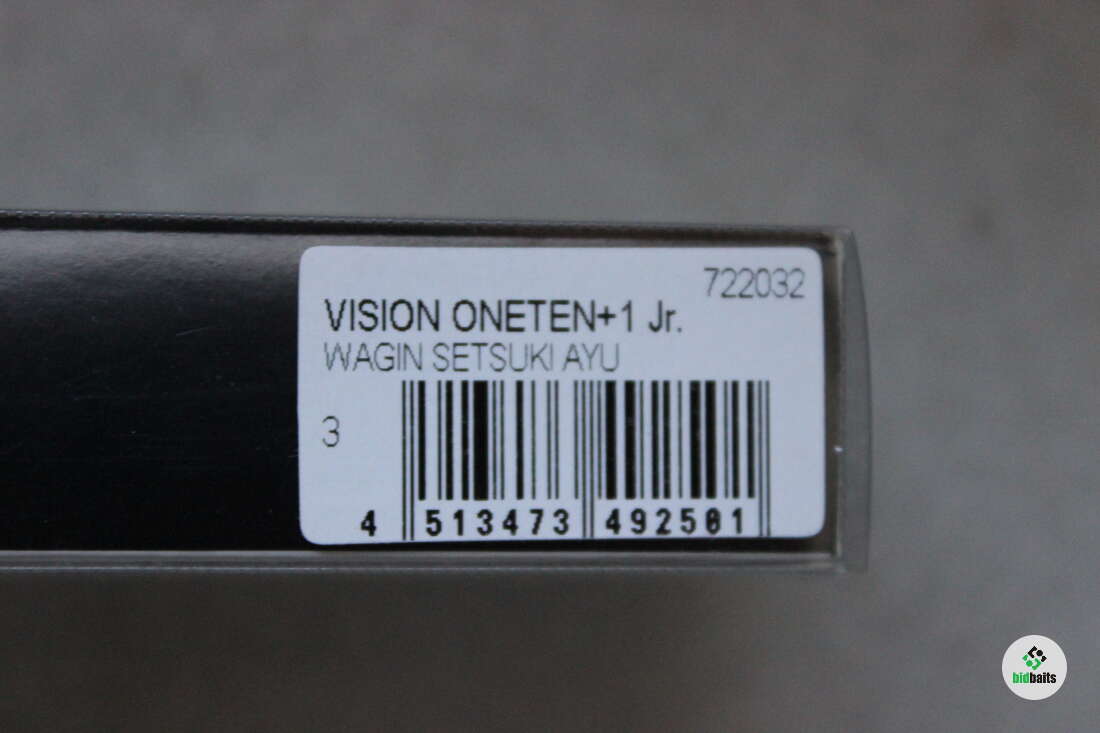 722032
VISION ONETEN+1 Jr.
WAGIN SETSUKI AYU
3
4 513473 492501
bidbaits